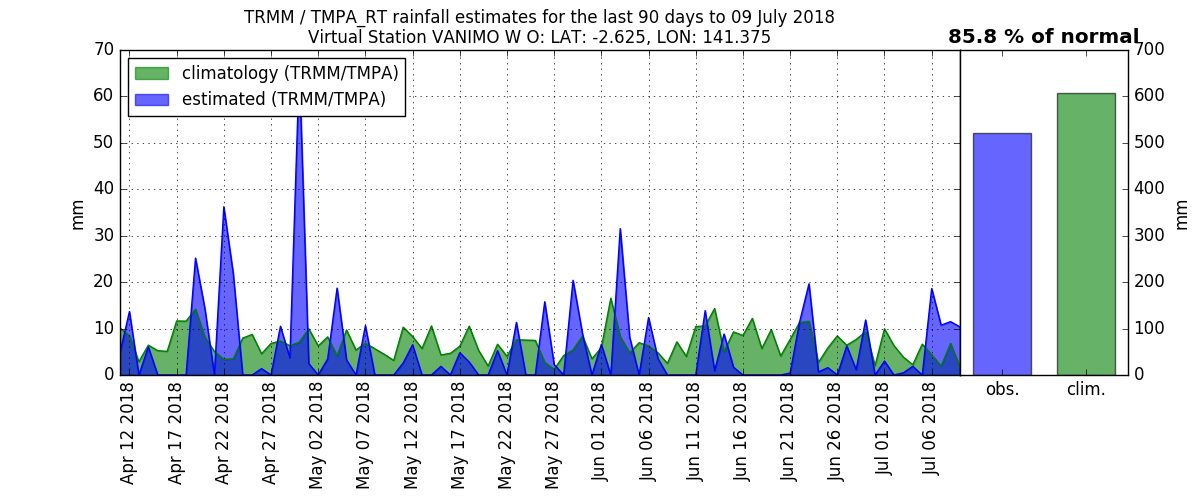 TRMM / TMPA_RT rainfall estimates for the last 90 days to 09 July 2018
Virtual Station VANIMO W O: LAT: -2.625, LON: 141.375
85.8 % of normal
climatology (TRMM/TMPA)
estimated (TRMM/TMPA)
70
60
50
40
30
20
10
0
mm
Apr 12 2018
Apr 17 2018
Apr 22 2018
Apr 27 2018
May 02 2018
May 07 2018
May 12 2018
May 17 2018
May 22 2018
May 27 2018
Jun 01 2018
Jun 06 2018
Jun 11 2018
Jun 16 2018
Jun 21 2018
Jun 26 2018
Jul 01 2018
Jul 06 2018
obs.
clim.
700
600
500
400
300
200
100
0
mm